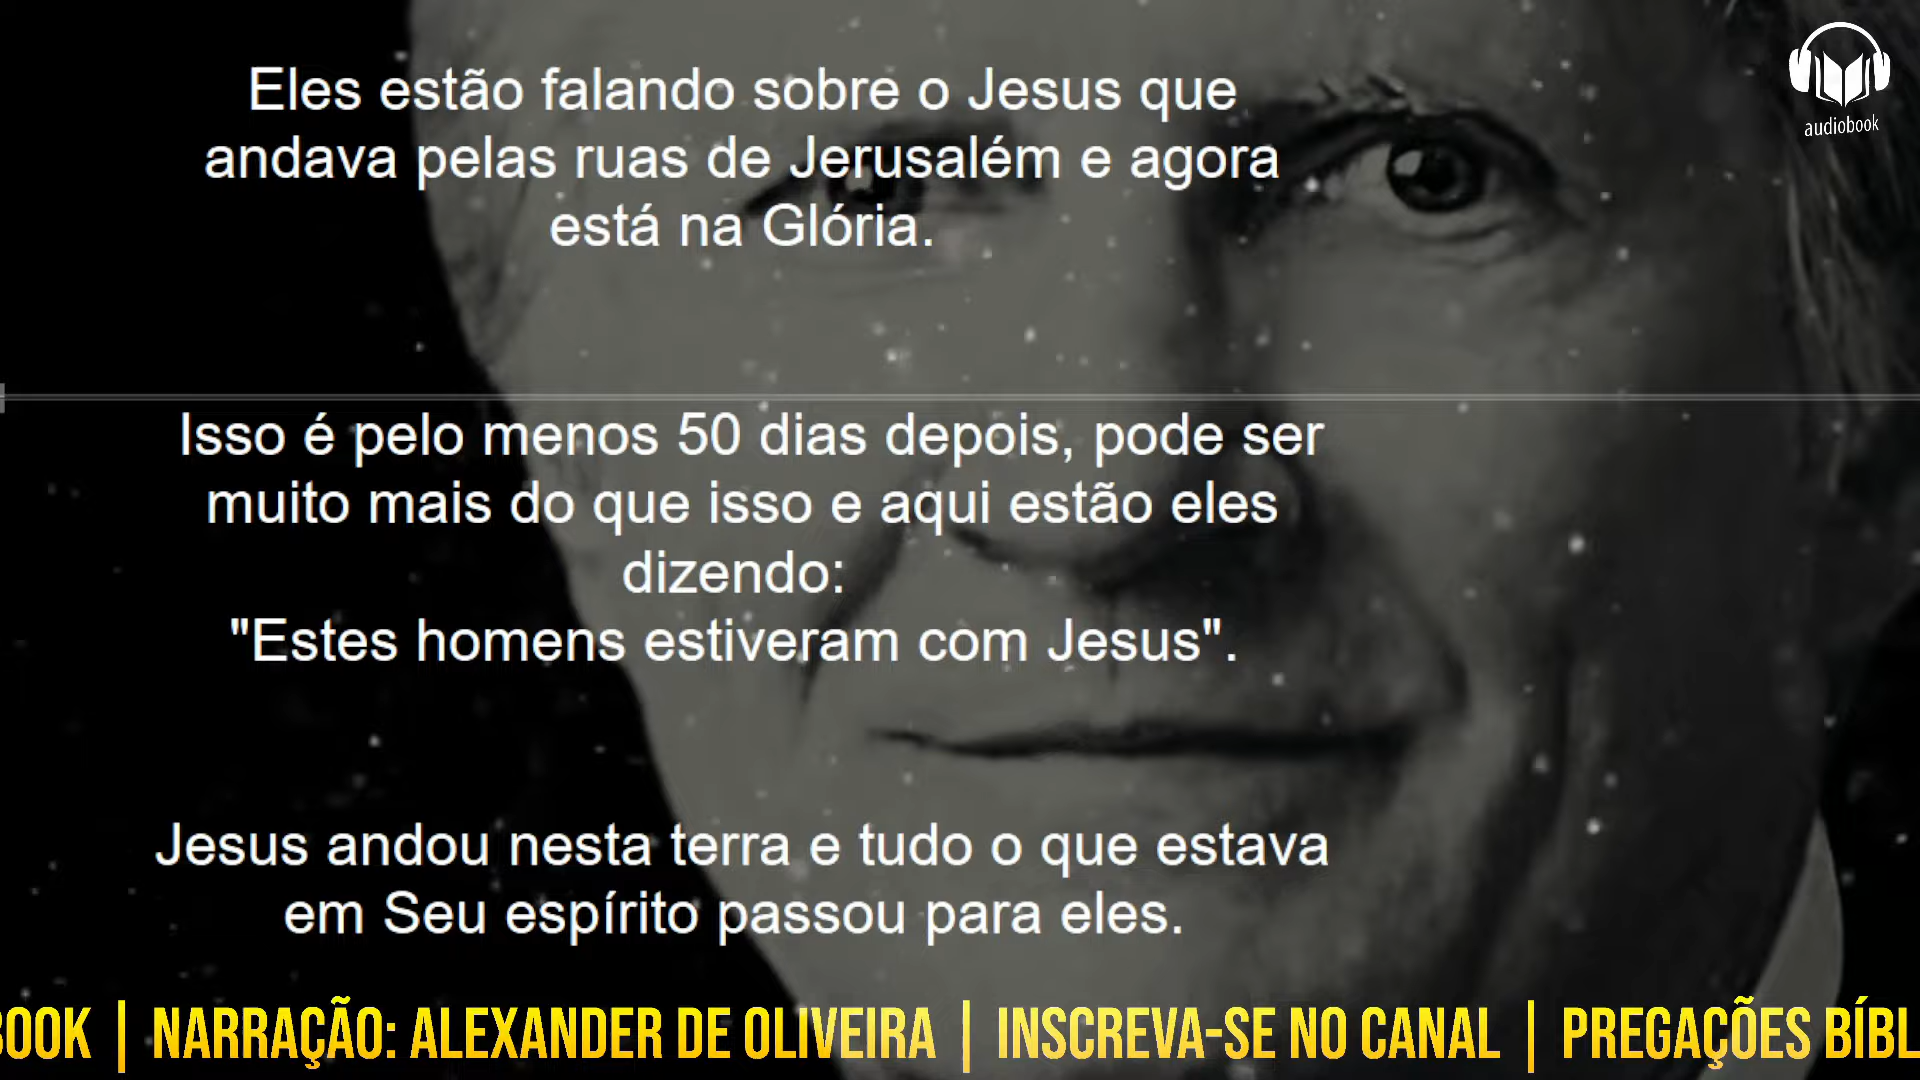 Eles estão falando sobre o Jesus que
andava pelas ruas de Jerusalém e agora
está na Glória.
audiobook
Isso é pelo menos 50 dias depois, pode ser
muito mais do que isso e aqui estão eles
dizendo:
"Estes homens estiveram com Jesus".
Jesus andou nesta terra e tudo o que estava
em Seu espírito passou para eles.
BOOK | NARRAÇÃO: ALEXANDER DE OLIVEIRA | INSCREVA-SE NO CANAL | PREGAÇÕES BÍBL